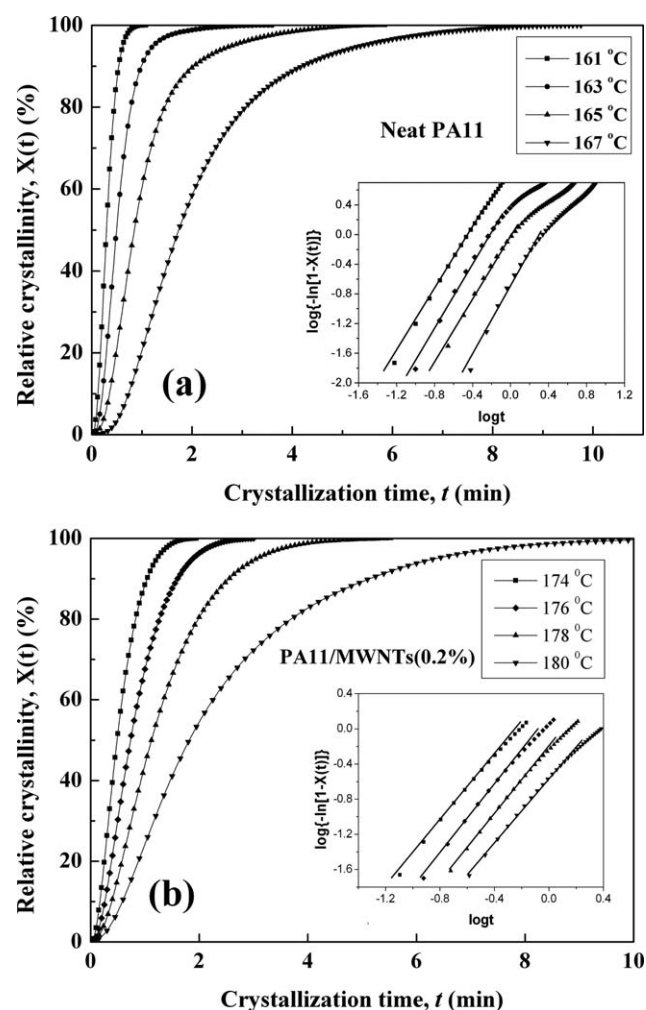 100
80
60
40
20
0
Relative crystallinity, X(t) (%)
161 °C
163 °C
165 °C
167 °C
Neat PA11
0.4
0.0
-0.4
-0.8
-1.2
-1.6
-2.0
log{-ln[1-X(t)]}
-1.2 -0.8 -0.4 0.0 0.4 0.8 1.2 1.6
logt
(a)
0 2 4 6 8 10
Crystallization time, t (min)
100
80
60
40
20
0
Relative crystallinity, X(t) (%)
174 °C
176 °C
178 °C
180 °C
PA11/MWNTs(0.2%)
0.4
0.0
-0.4
-0.8
-1.2
-1.6
log{-ln[1-X(t)]}
-1.2 -0.8 -0.4 0.0 0.4
logt
(b)
0 2 4 6 8 10
Crystallization time, t (min)